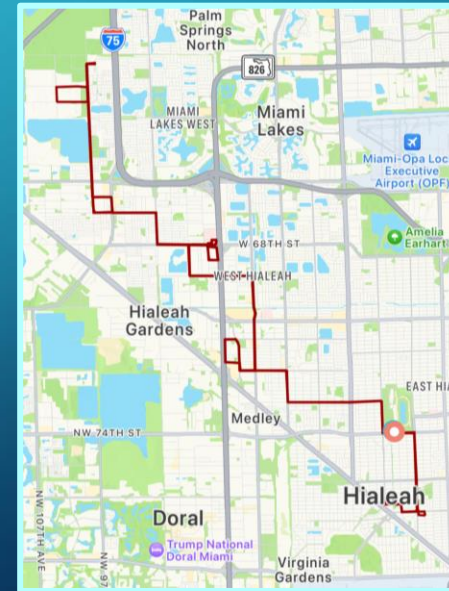 Palm
Springs
North
75
826
MIAMI
LAKES WEST
Miami
Lakes
Miami-Opa Loc
Executive
Airport (OPF)
Amelia
Earhart
W 68TH ST
WEST HIALEAH
Hialeah
Gardens
EAST HIA
Medley
NW 74TH ST
Hialeah
NW 107TH AVE
NW 97
Doral
Trump National
Doral Miami
Virginia
Gardens